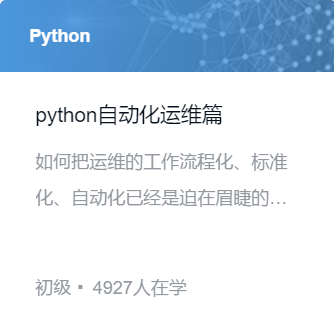 Python
python自动化运维篇
如何把运维的工作流程化、标准
化、自动化已经是迫在眉睫的...
初级 ▪ 4927人在学